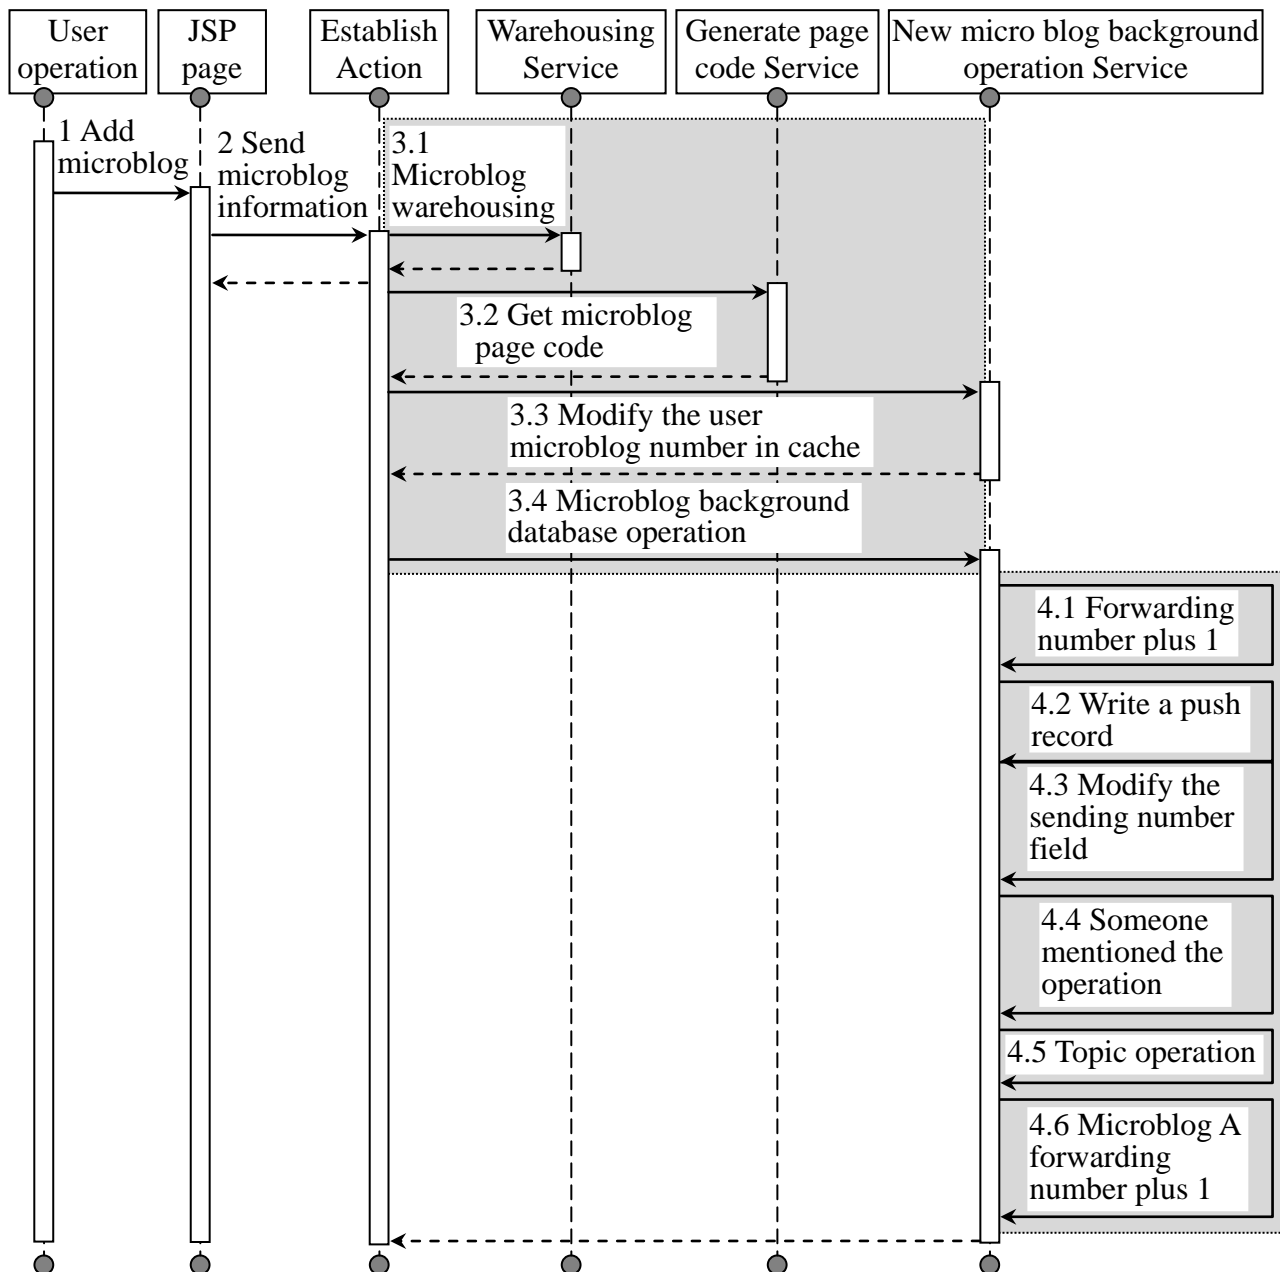 User
operation
JSP
page
Establish
Action
Warehousing
Service
Generate page
code Service
New micro blog background
operation Service
1 Add
microblog
2 Send
microblog
information
3.1
Microblog
warehousing
3.2 Get microblog
page code
3.3 Modify the user
microblog number in cache
3.4 Microblog background
database operation
4.1 Forwarding
number plus 1
4.2 Write a push
record
4.3 Modify the
sending number
field
4.4 Someone
mentioned the
operation
4.5 Topic operation
4.6 Microblog A
forwarding
number plus 1